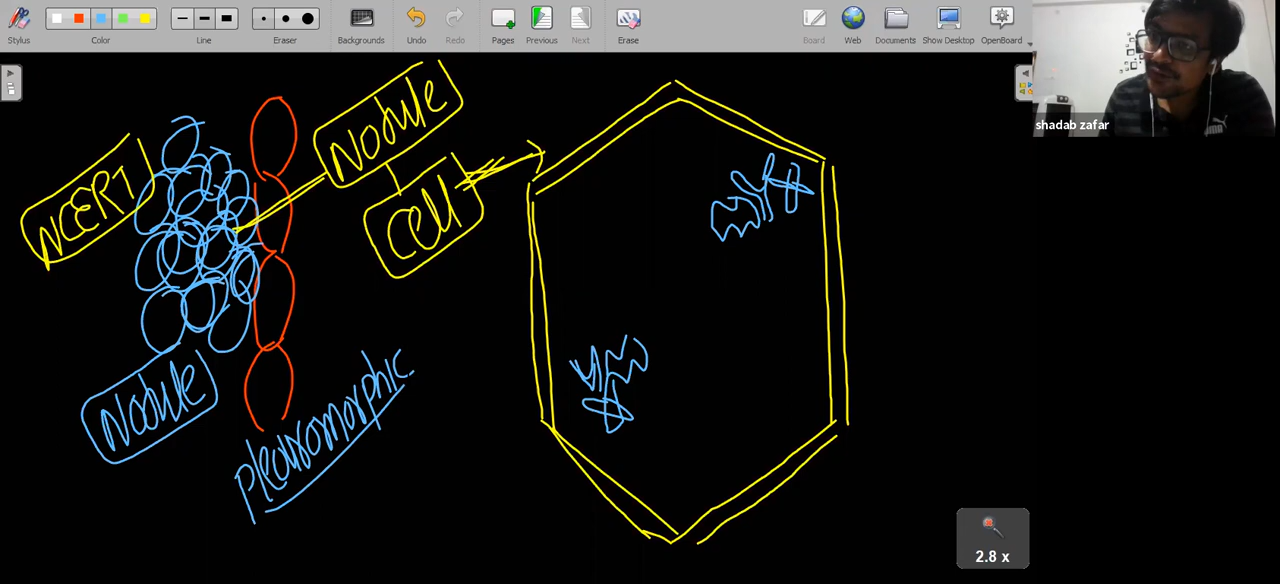 Stylus
Color
Line
Eraser
Backgrounds
Undo
Redo
Pages
Previous
Next
Erase
Board
Web
Documents
Show Desktop
OpenBoard
shadab zafar
NCERT
Nodule
Cell
Nodule
pleuromorphic
2.8 x